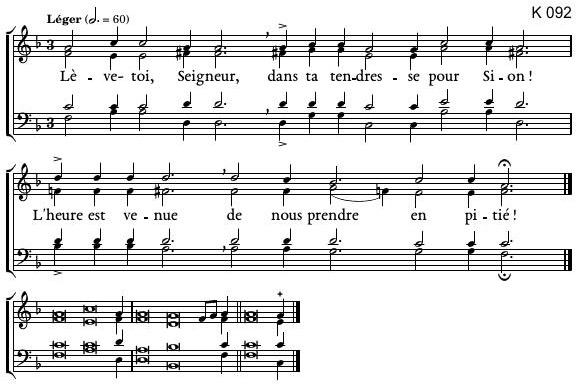 Léger (𝅗𝅥. = 60)
K 092
Lè - ve- toi, Seigneur, dans ta ten-dres- se pour Si-on !
L'heure est ve - nue de nous prendre en pi-tié !